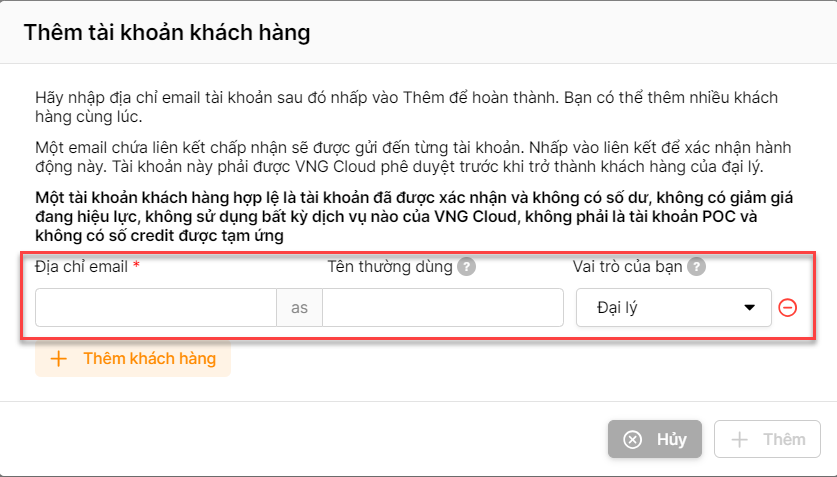 Thêm tài khoản khách hàng
Hãy nhập địa chỉ email tài khoản sau đó nhấp vào Thêm để hoàn thành. Bạn có thể thêm nhiều khách
hàng cùng lúc.
Một email chứa liên kết chấp nhận sẽ được gửi đến từng tài khoản. Nhấp vào liên kết để xác nhận hành
động này. Tài khoản này phải được VNG Cloud phê duyệt trước khi trở thành khách hàng của đại lý.
Một tài khoản khách hàng hợp lệ là tài khoản đã được xác nhận và không có số dư, không có giảm giá
đang hiệu lực, không sử dụng bất kỳ dịch vụ nào của VNG Cloud, không phải là tài khoản POC và
không có số credit được tạm ứng
Địa chỉ email * Tên thường dùng ? Vai trò của bạn ?
as Đại lý
+ Thêm khách hàng
Hủy + Thêm